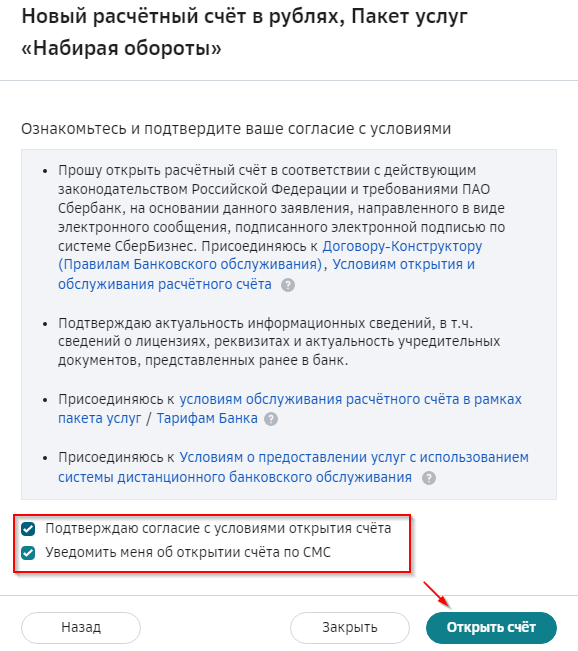 Новый расчётный счёт в рублях, Пакет услуг
«Набирая обороты»
Ознакомьтесь и подтвердите ваше согласие с условиями
• Прошу открыть расчётный счёт в соответствии с действующим
законодательством Российской Федерации и требованиями ПАО
Сбербанк, на основании данного заявления, направленного в виде
электронного сообщения, подписанного электронной подписью по
системе СберБизнес. Присоединяюсь к Договору-Конструктору
(Правилам Банковского обслуживания), Условиям открытия и
обслуживания расчётного счёта ?
• Подтверждаю актуальность информационных сведений, в т.ч.
сведений о лицензиях, реквизитах и актуальность учредительных
документов, представленных ранее в банк.
• Присоединяюсь к условиям обслуживания расчётного счёта в рамках
пакета услуг / Тарифам Банка ?
• Присоединяюсь к Условиям о предоставлении услуг с использованием
системы дистанционного банковского обслуживания ?
Подтверждаю согласие с условиями открытия счёта
Уведомить меня об открытии счёта по СМС
Назад Закрыть Открыть счёт